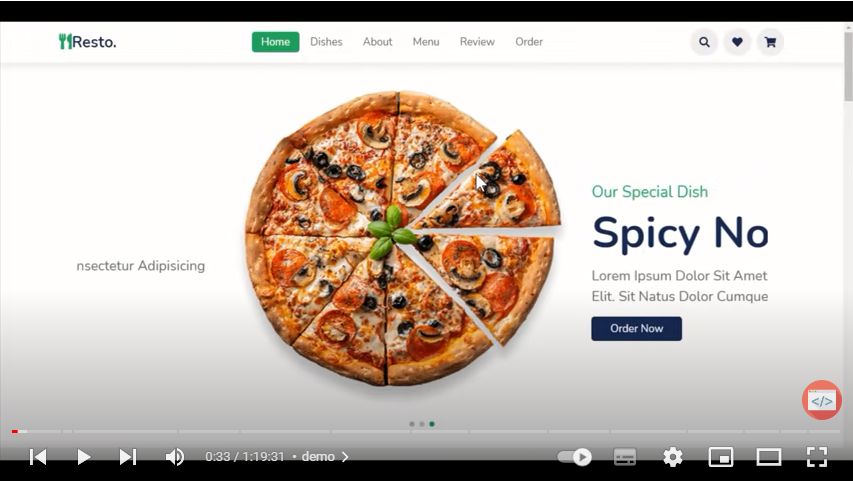 Resto.
Home Dishes About Menu Review Order
Our Special Dish
Spicy No
nsectetur Adipisicing
Lorem Ipsum Dolor Sit Amet
Elit. Sit Natus Dolor Cumque
Order Now
</>
0:33 / 1:19:31 • demo